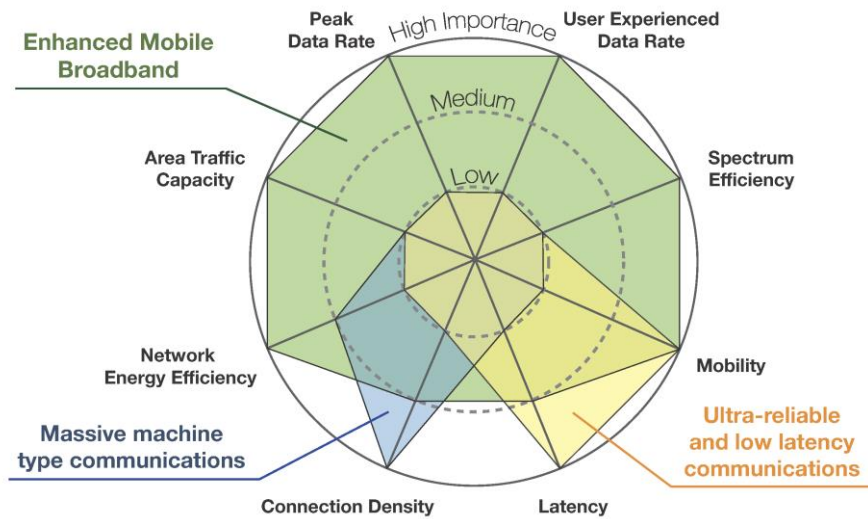 Peak
Data Rate
High Importance
User Experienced
Data Rate
Enhanced Mobile
Broadband
Medium
Area Traffic
Capacity
Low
Spectrum
Efficiency
Network
Energy Efficiency
Mobility
Massive machine
type communications
Ultra-reliable
and low latency
communications
Connection Density
Latency